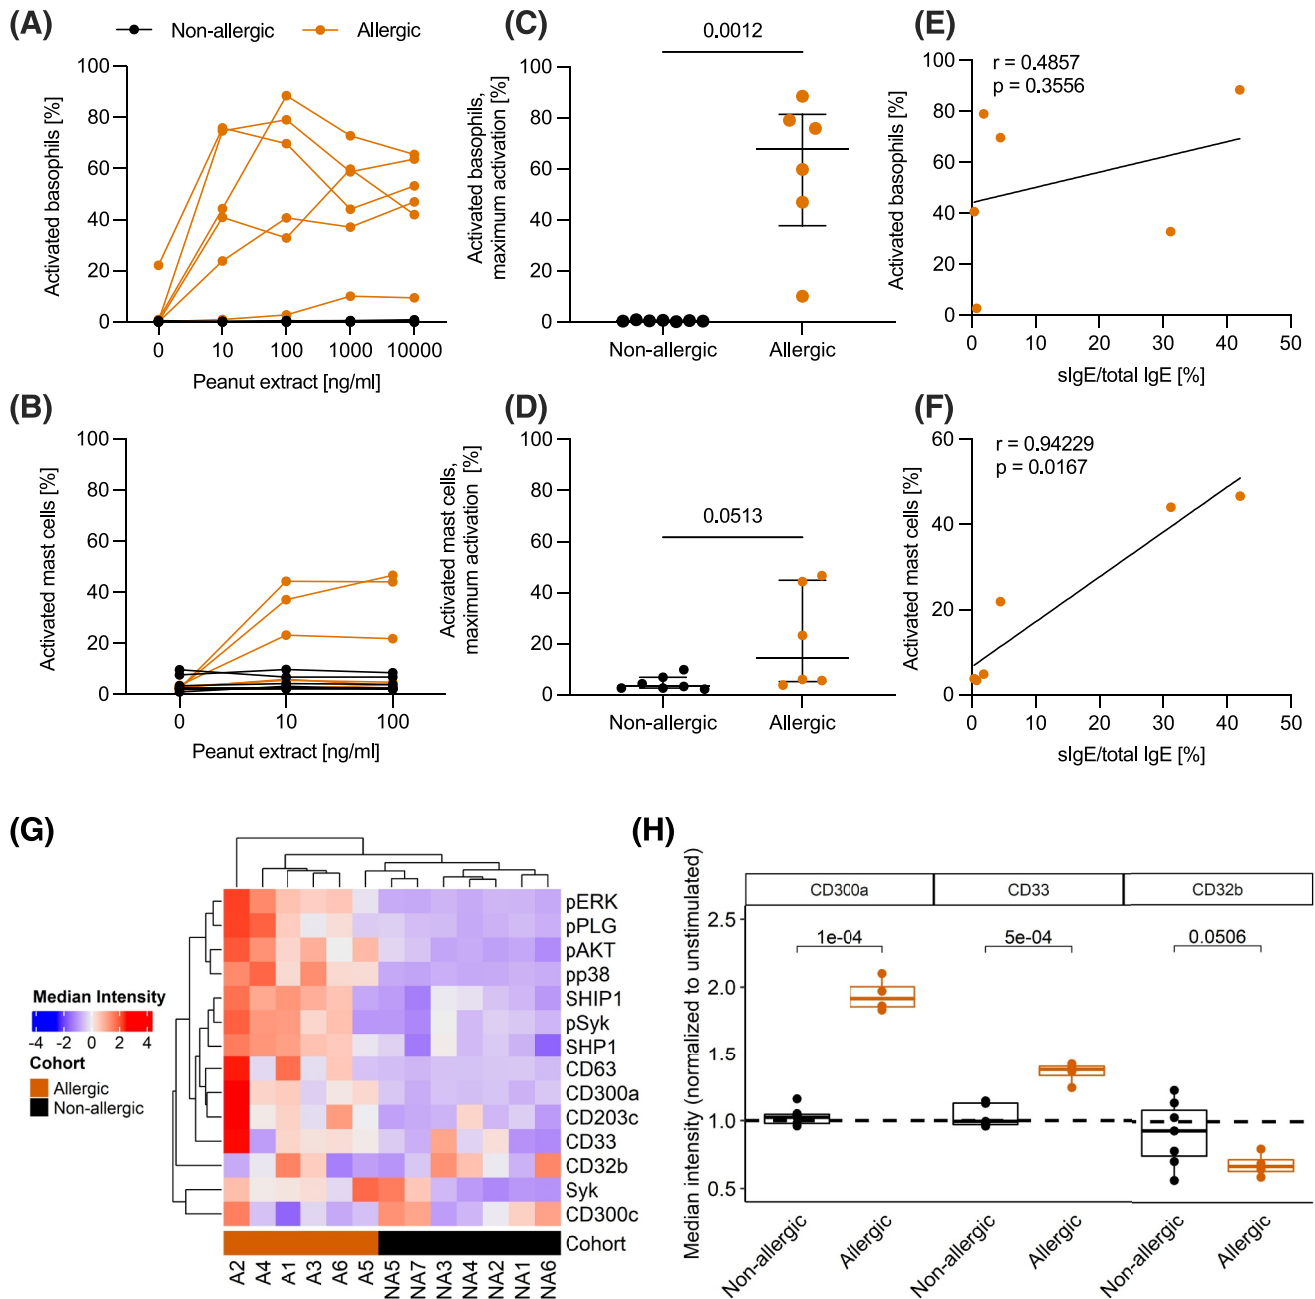 (A)
Non-allergic
Allergic
Activated basophils [%]
100
80
60
40
20
0
0
10
100
1000
10000
Peanut extract [ng/ml]
(C)
Activated basophils,
maximum activation [%]
0.0012
100
80
60
40
20
0
Non-allergic
Allergic
(E)
Activated basophils [%]
r = 0.4857
p = 0.3556
100
80
60
40
80
20
0
0
10
20
30
40
50
sIgE/total IgE [%]
(B)
Activated mast cells [%]
100
80
60
40
20
0
0
10
100
Peanut extract [ng/ml]
(D)
Activated mast cells,
maximum activation [%]
0.0513
100
80
60
40
20
0
Non-allergic
Allergic
(F)
Activated mast cells [%]
r = 0.94229
p = 0.0167
60
40
20
0
0
10
20
30
40
50
sIgE/total IgE [%]
(G)
Median Intensity
-4 -2 0 2 4
Cohort
Allergic
Non-allergic
pERK
pPLG
pAKT
pp38
SHIP1
pSyk
SHP1
CD63
CD300a
CD203c
CD33
CD32b
Syk
CD300c
Cohort
A2
A4
A1
A3
A6
A5
NA5
NA7
NA3
NA4
NA2
NA1
NA6
(H)
Median intensity (normalized to unstimulated)
CD300a
CD33
CD32b
1e-04
5e-04
0.0506
2.5
2.0
1.5
1.0
0.5
Non-allergic
Allergic
Non-allergic
Allergic
Non-allergic
Allergic